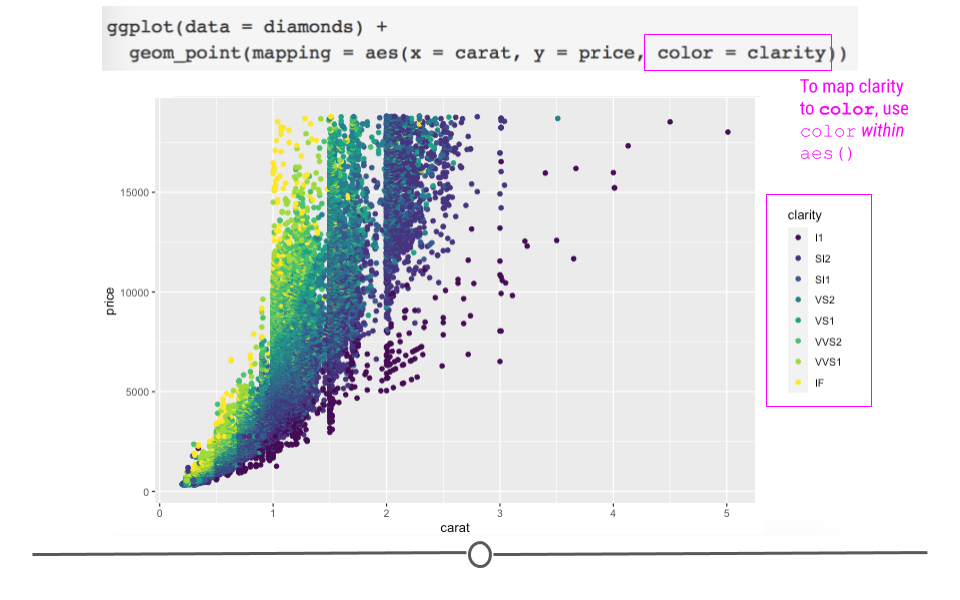 ggplot(data = diamonds) +
geom_point(mapping = aes(x = carat, y = price, color = clarity))
To map clarity
to color, use
color within
aes()
clarity
I1
SI2
SI1
VS2
VS1
VVS2
VVS1
IF
price
15000
10000
5000
0
0 1 2 3 4 5
carat